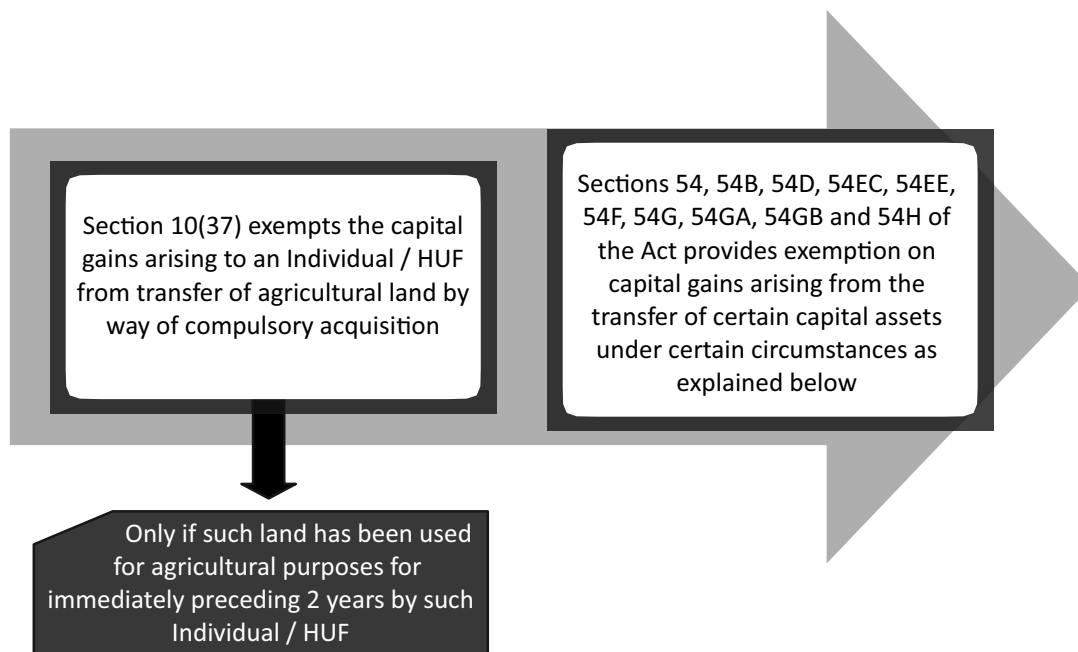 Section 10(37) exempts the capital
gains arising to an Individual / HUF
from transfer of agricultural land by
way of compulsory acquisition
Sections 54, 54B, 54D, 54EC, 54EE,
54F, 54G, 54GA, 54GB and 54H of
the Act provides exemption on
capital gains arising from the
transfer of certain capital assets
under certain circumstances as
explained below
Only if such land has been used
for agricultural purposes for
immediately preceding 2 years by such
Individual / HUF